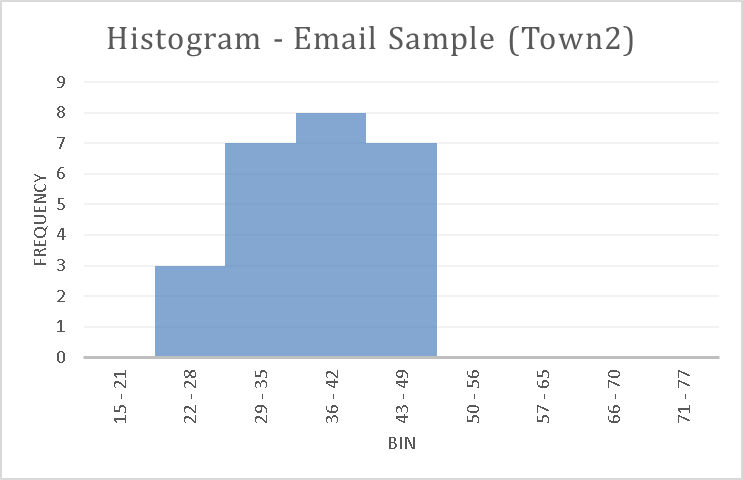 Histogram - Email Sample (Town2)
9
8
7
6
5
4
3
2
1
0
FREQUENCY
15 - 21
22 - 28
29 - 35
36 - 42
43 - 49
50 - 56
57 - 65
66 - 70
71 - 77
BIN